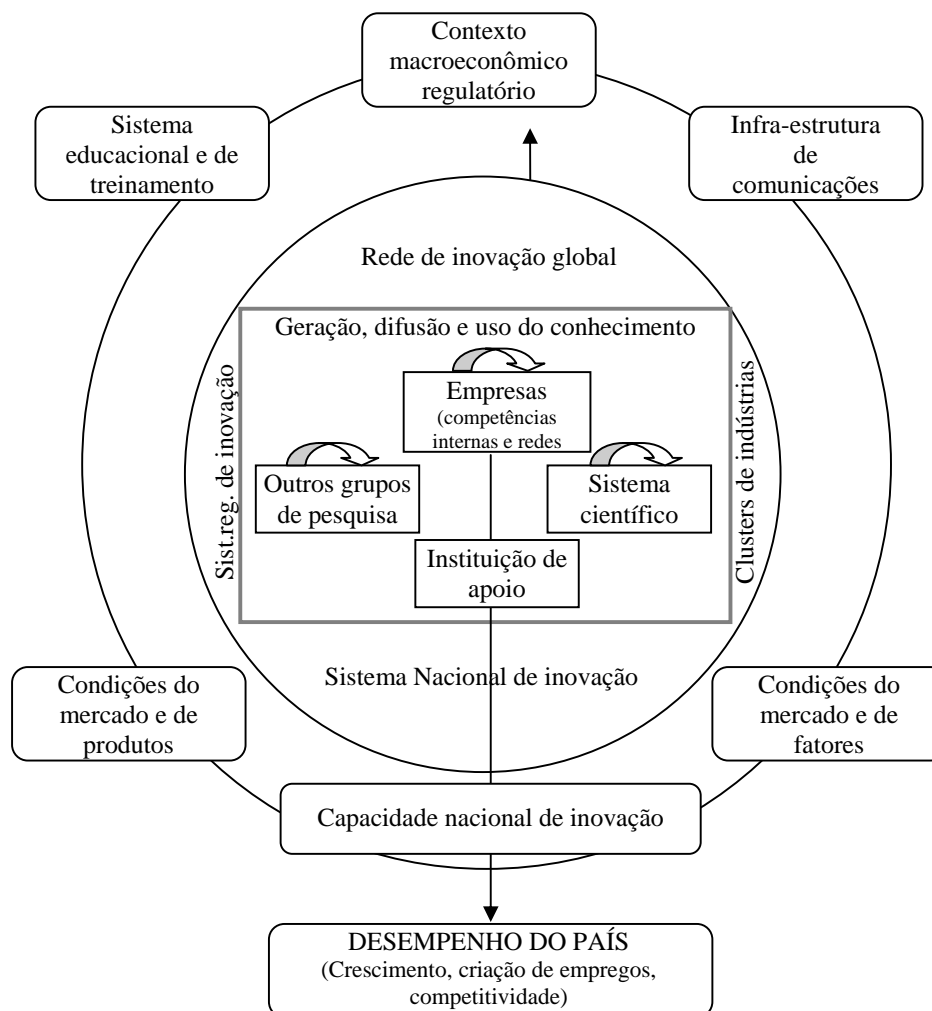 Contexto
macroeconômico
regulatório
Sistema
educacional e de
treinamento
Infra-estrutura
de
comunicações
Rede de inovação global
Geração, difusão e uso do conhecimento
Sist.reg. de inovação
Clusters de indústrias
Empresas
(competências
internas e redes
Outros grupos
de pesquisa
Sistema
científico
Instituição de
apoio
Sistema Nacional de inovação
Condições do
mercado e de
produtos
Condições do
mercado e de
fatores
Capacidade nacional de inovação
DESEMPENHO DO PAÍS
(Crescimento, criação de empregos,
competitividade)